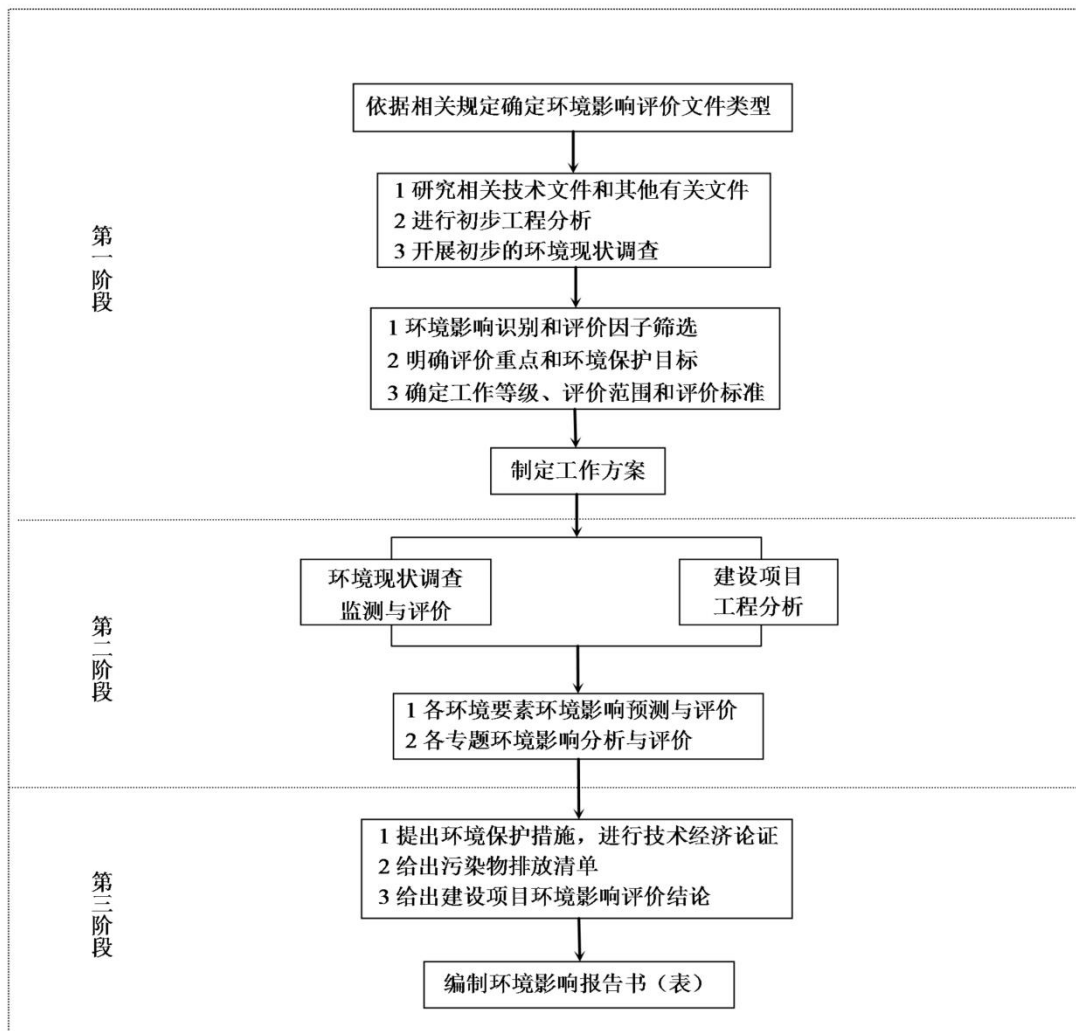 依据相关规定确定环境影响评价文件类型
第一阶段
1 研究相关技术文件和其他有关文件
2 进行初步工程分析
3 开展初步的环境现状调查
1 环境影响识别和评价因子筛选
2 明确评价重点和环境保护目标
3 确定工作等级、评价范围和评价标准
制定工作方案
第二阶段
环境现状调查
监测与评价
建设项目
工程分析
1 各环境要素环境影响预测与评价
2 各专题环境影响分析与评价
第三阶段
1 提出环境保护措施，进行技术经济论证
2 给出污染物排放清单
3 给出建设项目环境影响评价结论
编制环境影响报告书（表）